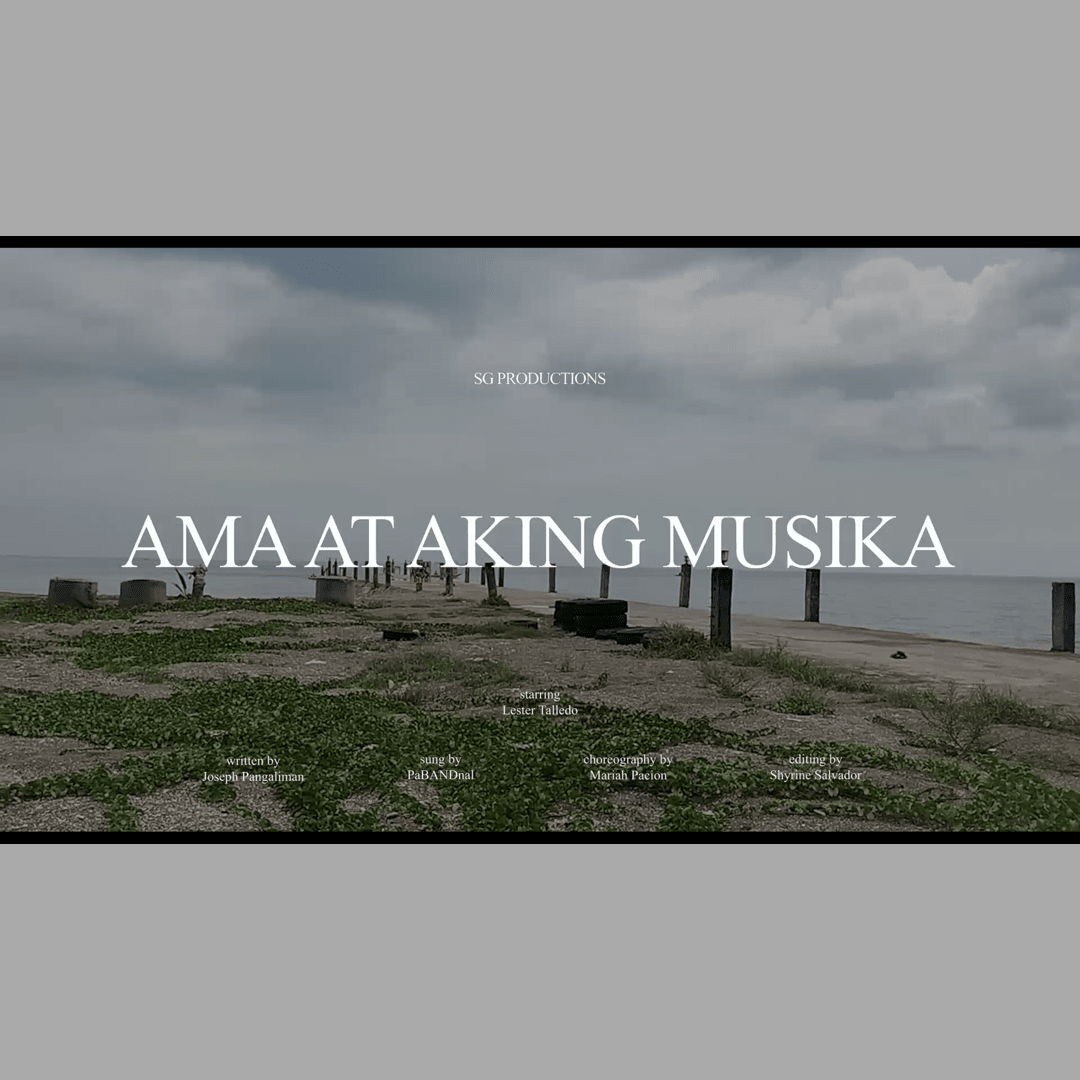 SG PRODUCTIONS
AMA AT AKING MUSIKA
starring
Lester Talledo
written by
Joseph Pangaliman
sung by
PaBANDnal
choreography by
Mariah Pacion
editing by
Shyrine Salvador